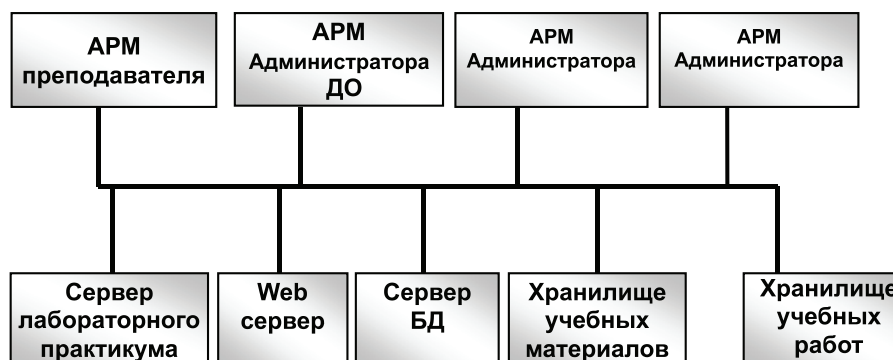 АРМ
преподавателя
АРМ
Администратора
ДО
АРМ
Администратора
АРМ
Администратора
Сервер
лабораторного
практикума
Web
сервер
Сервер
БД
Хранилище
учебных
материалов
Хранилище
учебных
работ